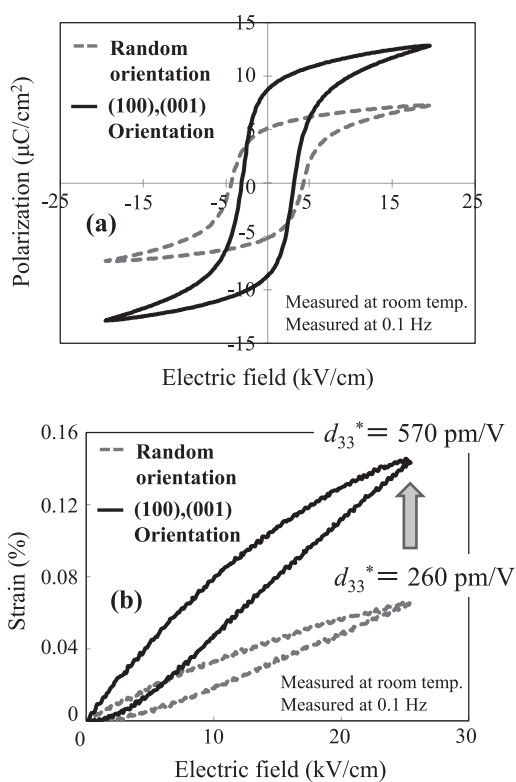 15
Random
orientation
10
(100),(001)
Orientation
5
Polarization (μC/cm²)
-25
-15
-5
0
5
15
25
(a)
-5
-10
Measured at room temp.
Measured at 0.1 Hz
-15
Electric field (kV/cm)
0.16
d₃₃* = 570 pm/V
Random
orientation
0.12
(100),(001)
Orientation
Strain (%)
0.08
(b)
d₃₃* = 260 pm/V
0.04
Measured at room temp.
Measured at 0.1 Hz
0
0
10
20
30
Electric field (kV/cm)